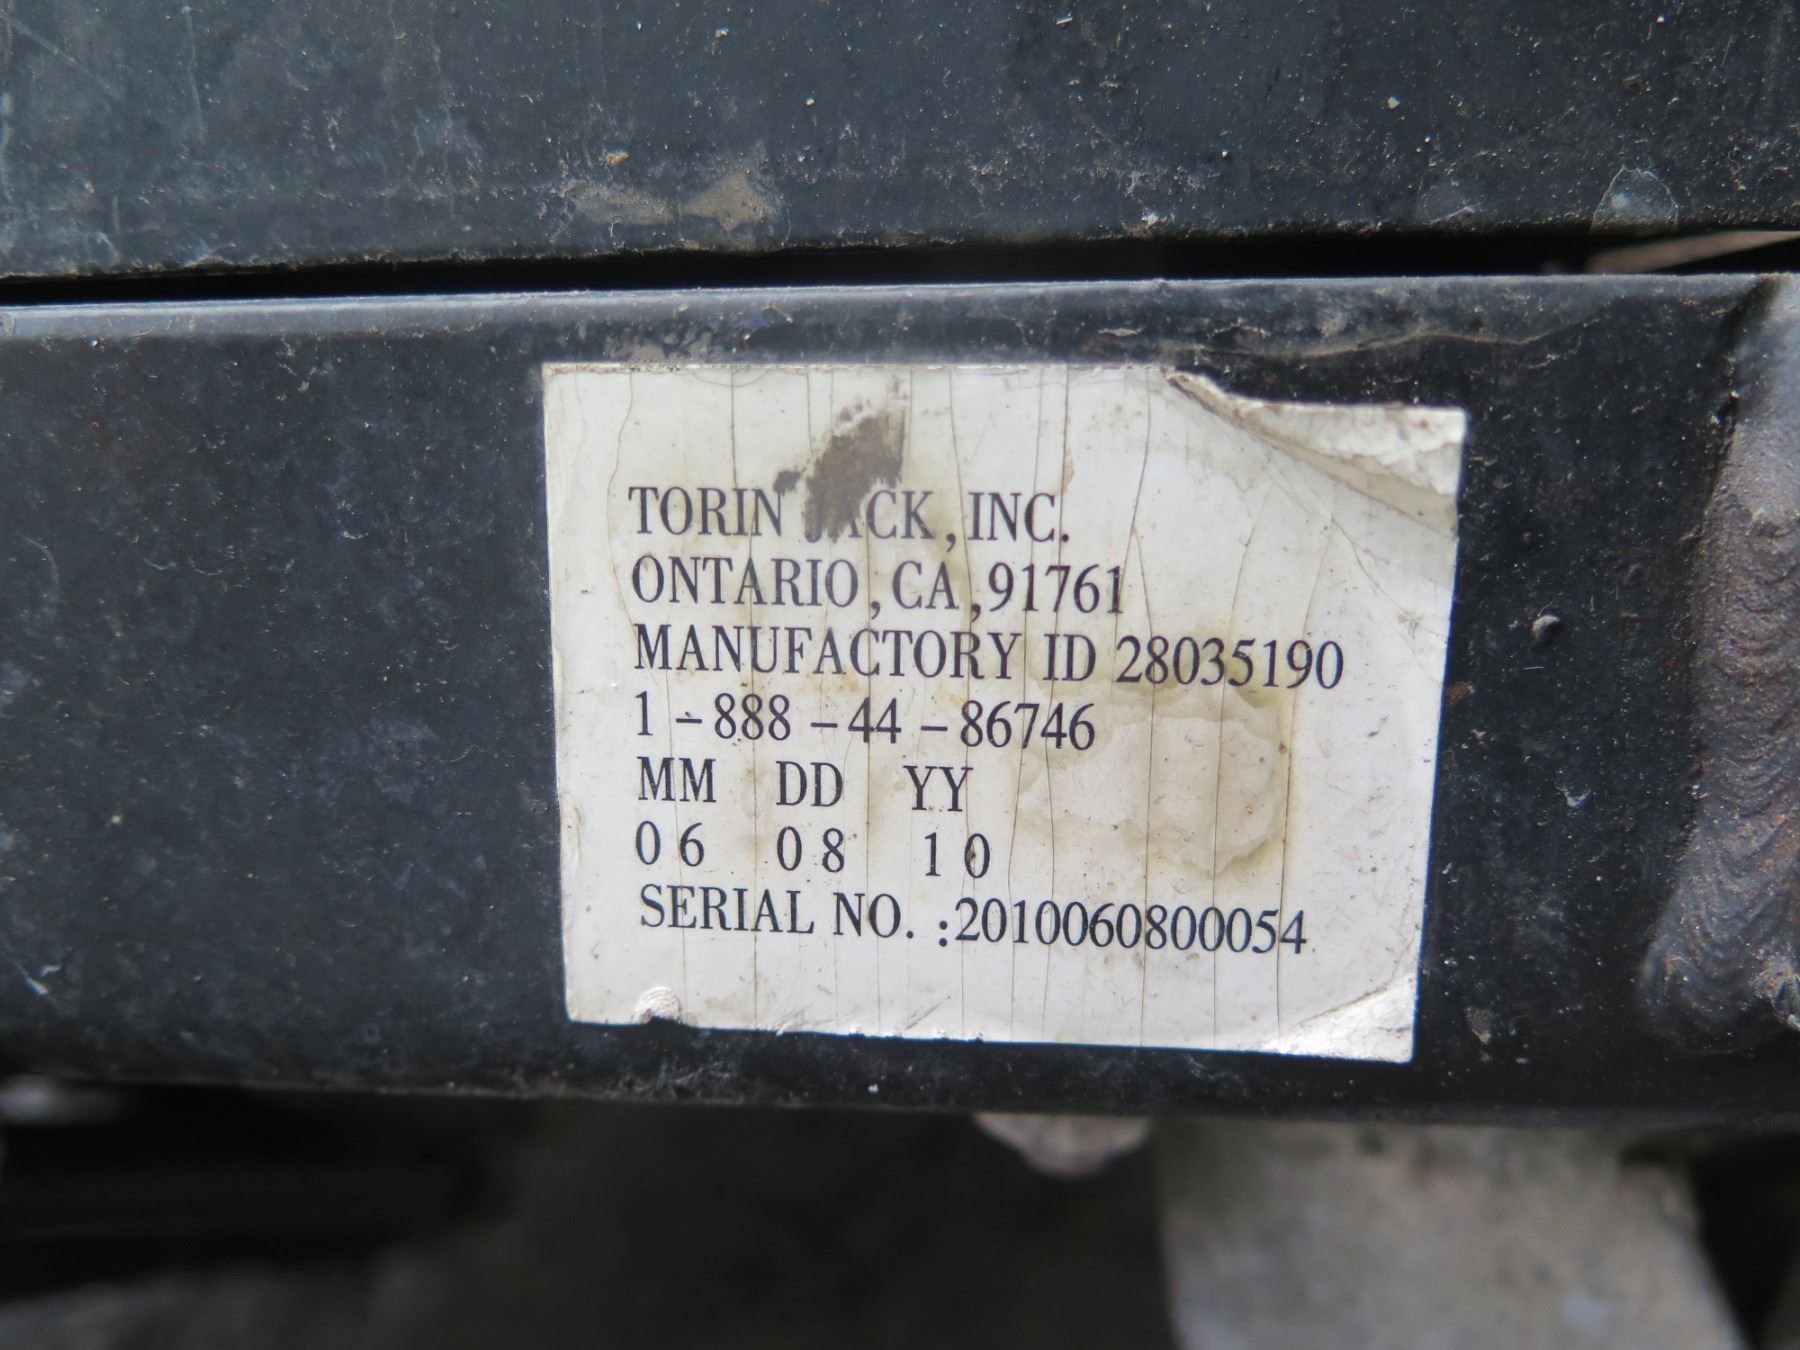 TORIN JACK, INC.
ONTARIO, CA, 91761
MANUFACTORY ID 28035190
1-888-44-86746
MM DD YY
06 08 10
SERIAL NO.:2010060800054